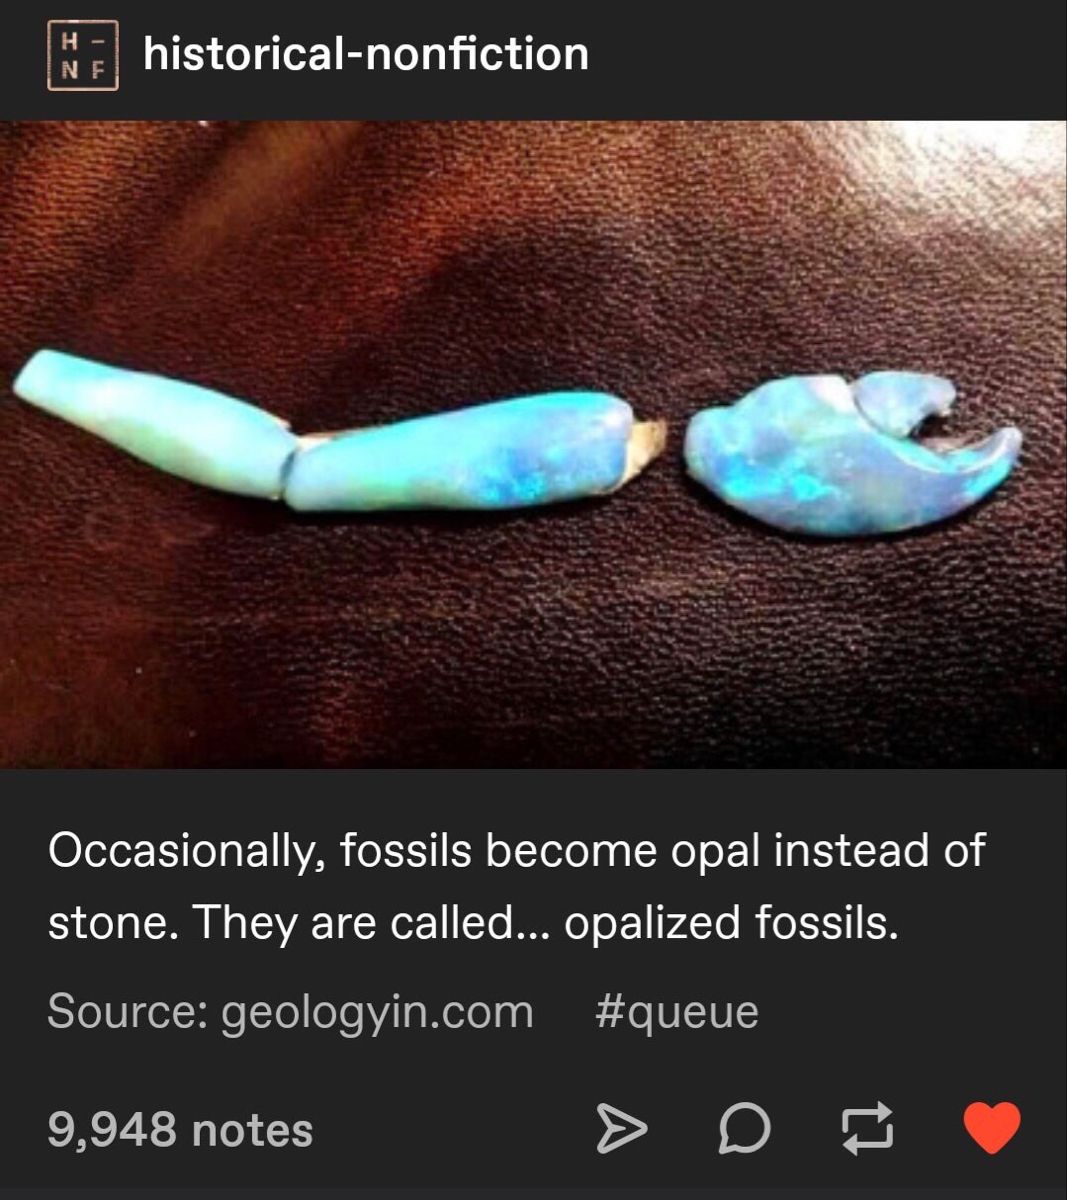 H –
N F
historical-nonfiction
Occasionally, fossils become opal instead of
stone. They are called... opalized fossils.
Source: geologyin.com #queue
9,948 notes